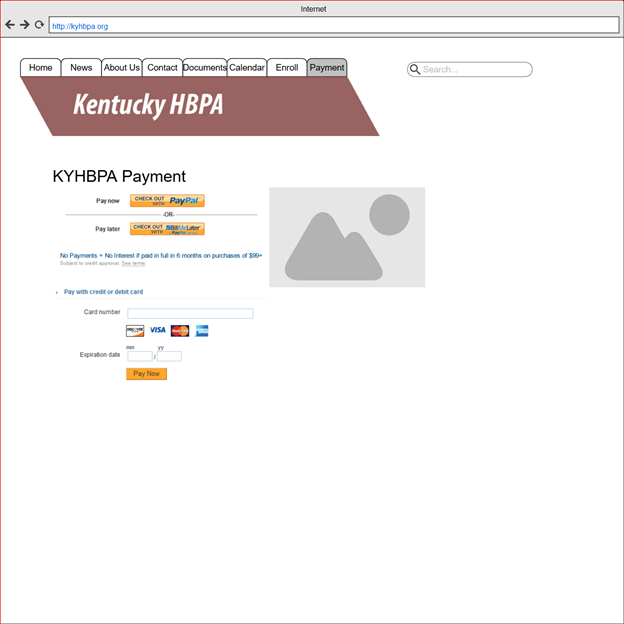 Internet
http://kyhbpa.org
Home News About Us Contact Documents Calendar Enroll Payment
Search...
Kentucky HBPA
KYHBPA Payment
Pay now CHECK OUT WITH PayPal
-OR-
Pay later CHECK OUT WITH Bill Me Later
No Payments + No Interest if paid in full in 6 months on purchases of $99+
Subject to credit approval. See terms
Pay with credit or debit card
Card number
DISCOVER VISA MasterCard
mm yy
Expiration date /
Pay Now